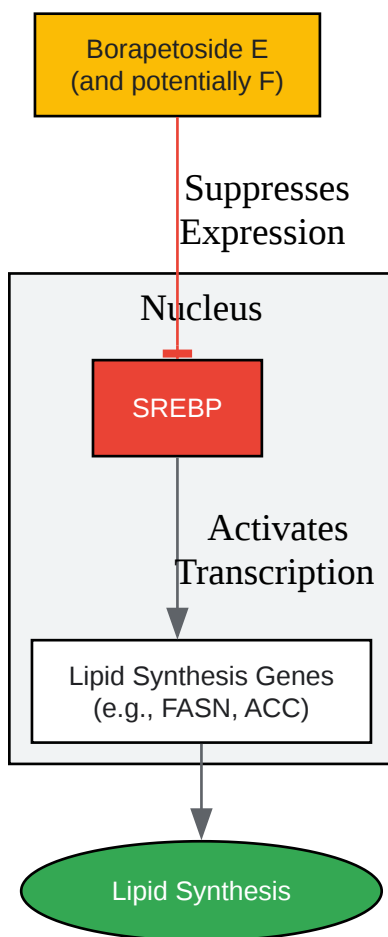 Borapetoside E
(and potentially F)
Suppresses
Expression
Nucleus
SREBP
Activates
Transcription
Lipid Synthesis Genes
(e.g., FASN, ACC)
Lipid Synthesis